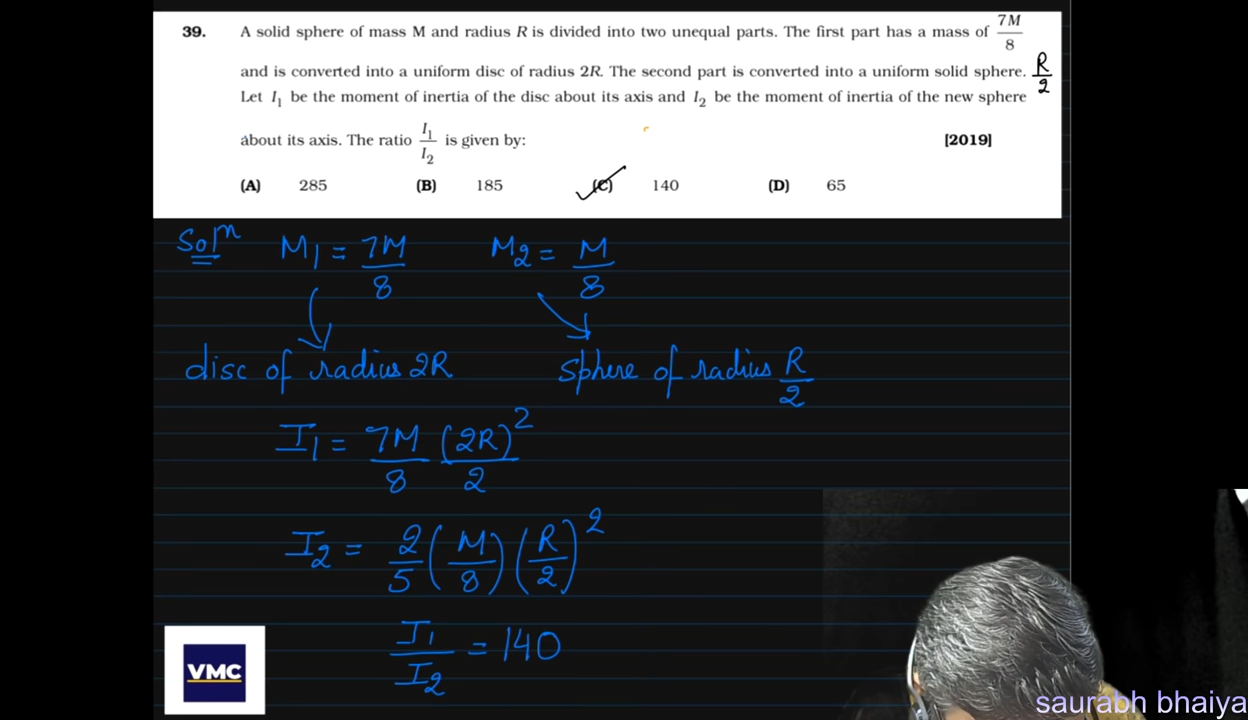 39. A solid sphere of mass M and radius R is divided into two unequal parts. The first part has a mass of 7M/8
and is converted into a uniform disc of radius 2R. The second part is converted into a uniform solid sphere. R/2
Let I₁ be the moment of inertia of the disc about its axis and I₂ be the moment of inertia of the new sphere
about its axis. The ratio I₁/I₂ is given by: [2019]
(A) 285 (B) 185 (C) 140 (D) 65
Solⁿ M₁ = 7M/8 M₂ = M/8
disc of radius 2R sphere of radius R/2
I₁ = 7M/8 (2R)²/2
I₂ = 2/5 (M/8) (R/2)²
I₁/I₂ = 140
VMC
saurabh bhaiya